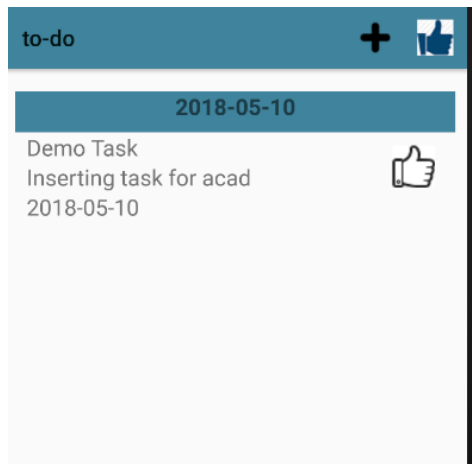 to-do
2018-05-10
Demo Task
Inserting task for acad
2018-05-10